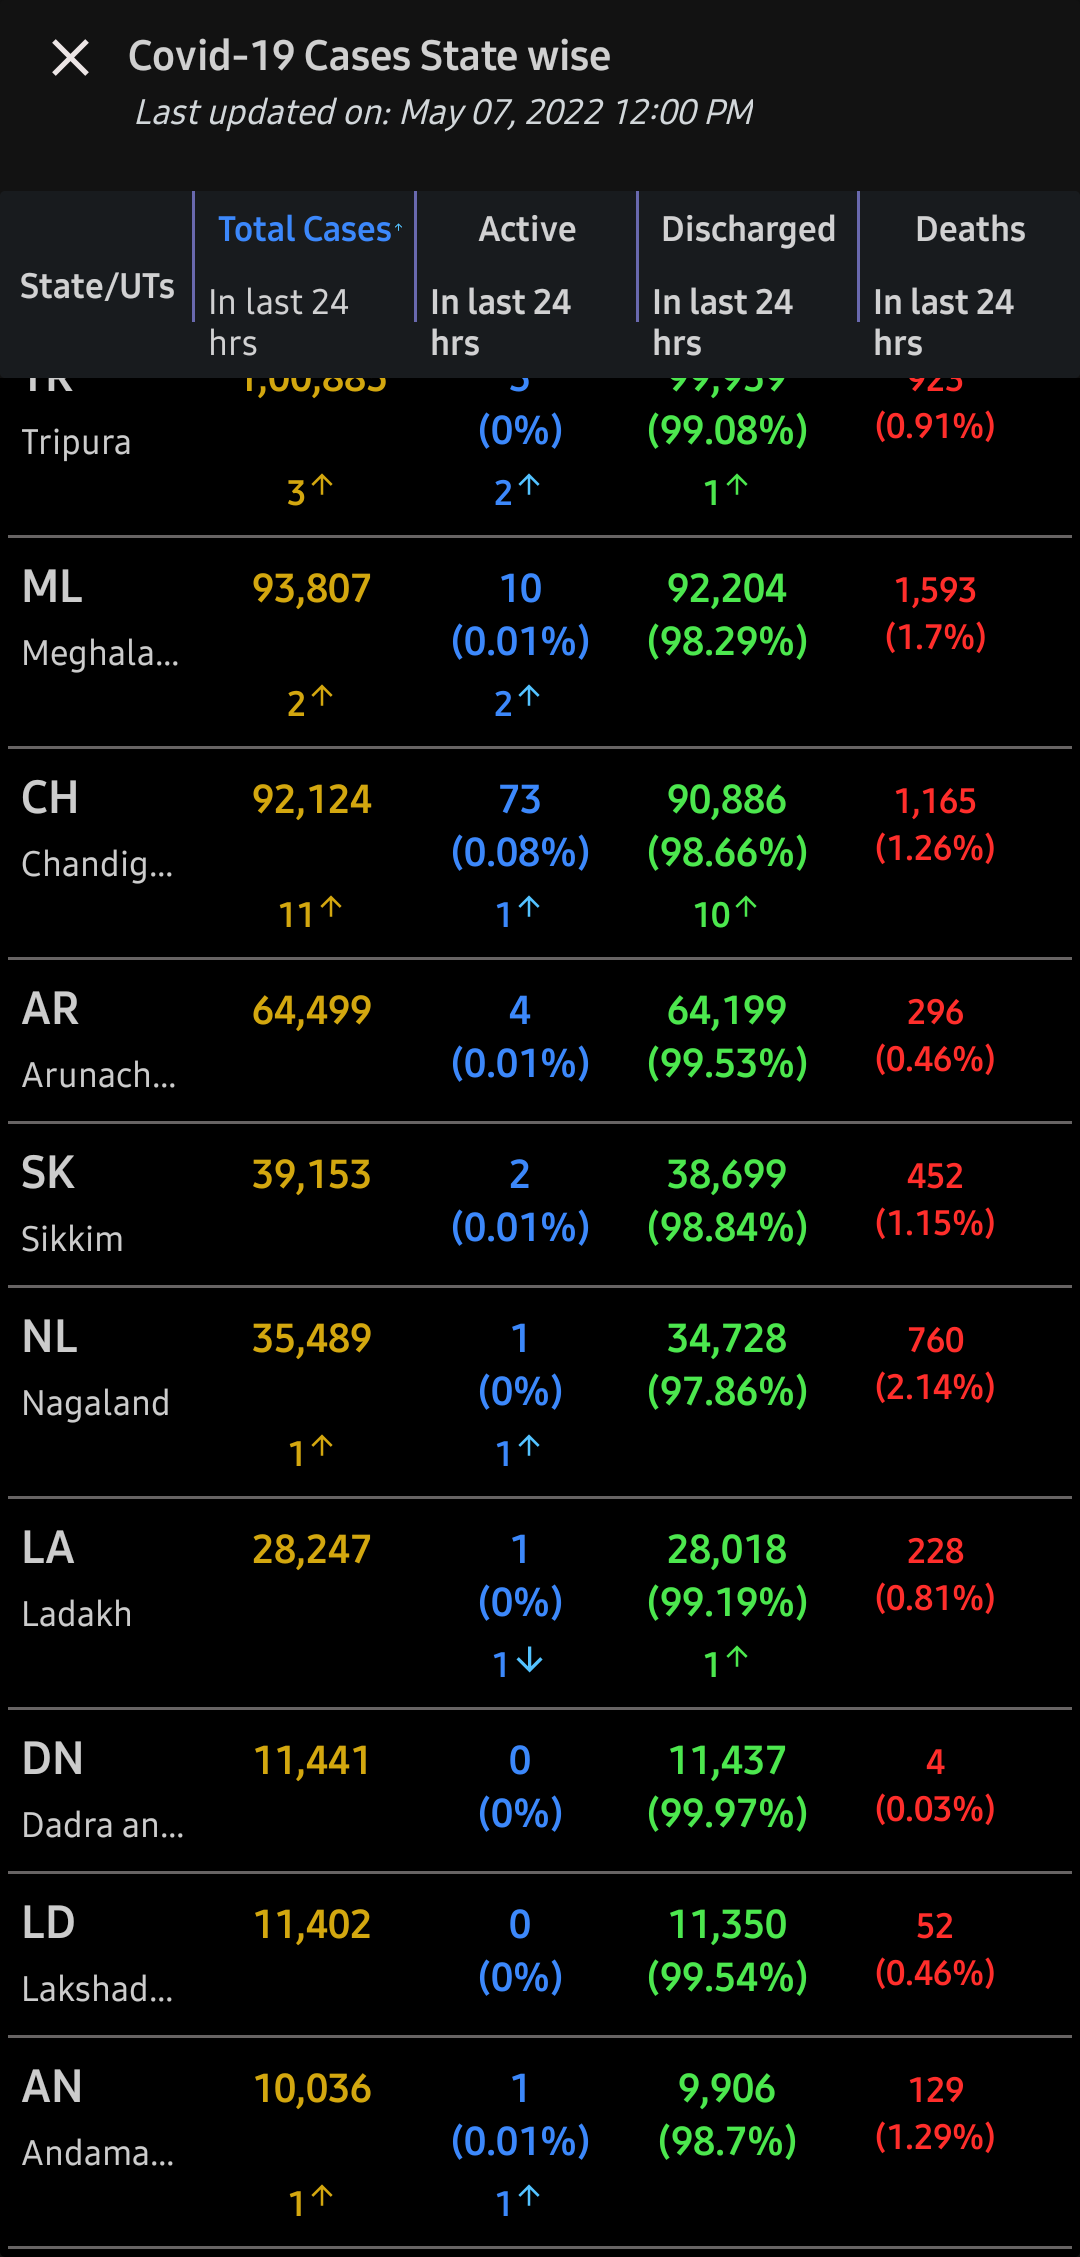 Covid-19 Cases State wise
Last updated on: May 07, 2022 12:00 PM
State/UTs
Total Cases↑ Active Discharged Deaths
In last 24 hrs In last 24 hrs In last 24 hrs In last 24 hrs
TR 1,00,885 3 99,959 923
Tripura (0%) (99.08%) (0.91%)
3↑ 2↑ 1↑
ML 93,807 10 92,204 1,593
Meghala... (0.01%) (98.29%) (1.7%)
2↑ 2↑
CH 92,124 73 90,886 1,165
Chandig... (0.08%) (98.66%) (1.26%)
11↑ 1↑ 10↑
AR 64,499 4 64,199 296
Arunach... (0.01%) (99.53%) (0.46%)
SK 39,153 2 38,699 452
Sikkim (0.01%) (98.84%) (1.15%)
NL 35,489 1 34,728 760
Nagaland (0%) (97.86%) (2.14%)
1↑ 1↑
LA 28,247 1 28,018 228
Ladakh (0%) (99.19%) (0.81%)
1↓ 1↑
DN 11,441 0 11,437 4
Dadra an... (0%) (99.97%) (0.03%)
LD 11,402 0 11,350 52
Lakshad... (0%) (99.54%) (0.46%)
AN 10,036 1 9,906 129
Andama... (0.01%) (98.7%) (1.29%)
1↑ 1↑